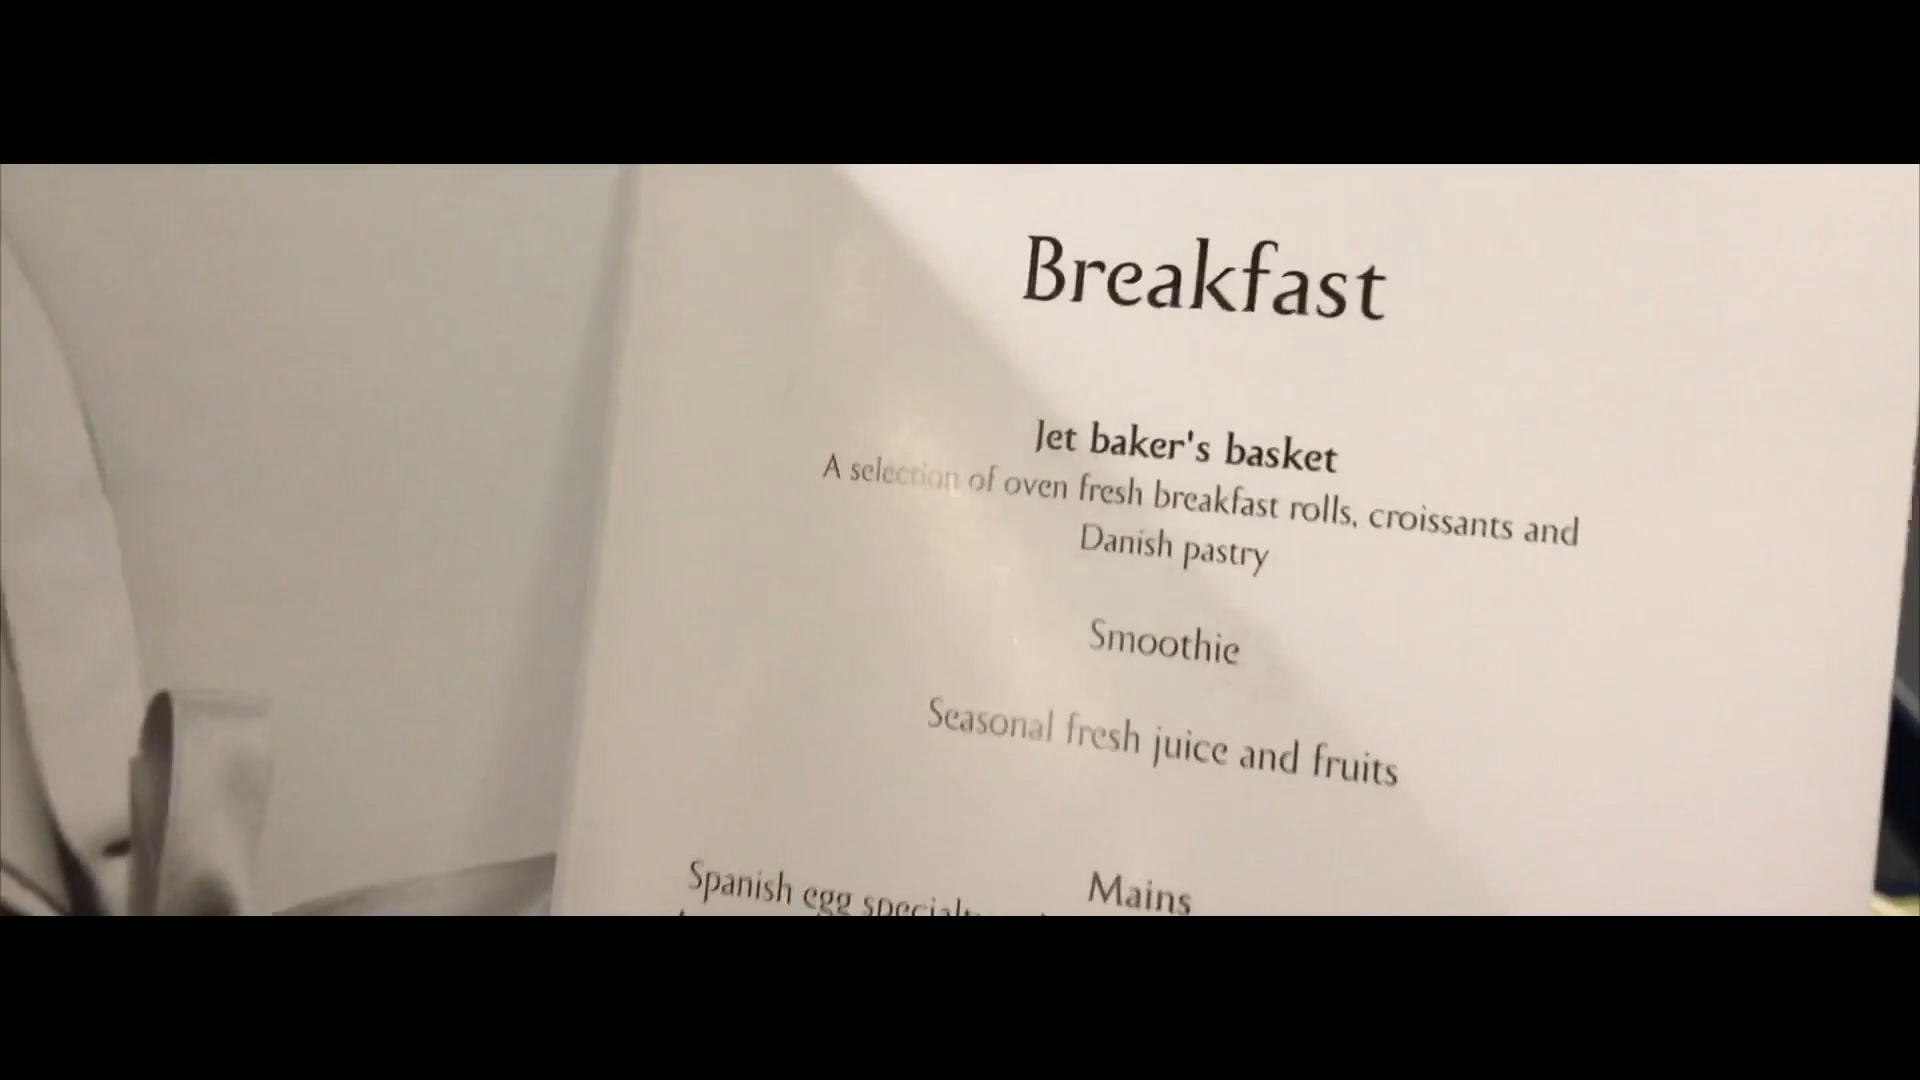 Breakfast
Jet baker's basket
A selection of oven fresh breakfast rolls, croissants and
Danish pastry
Smoothie
Seasonal fresh juice and fruits
Mains
Spanish egg